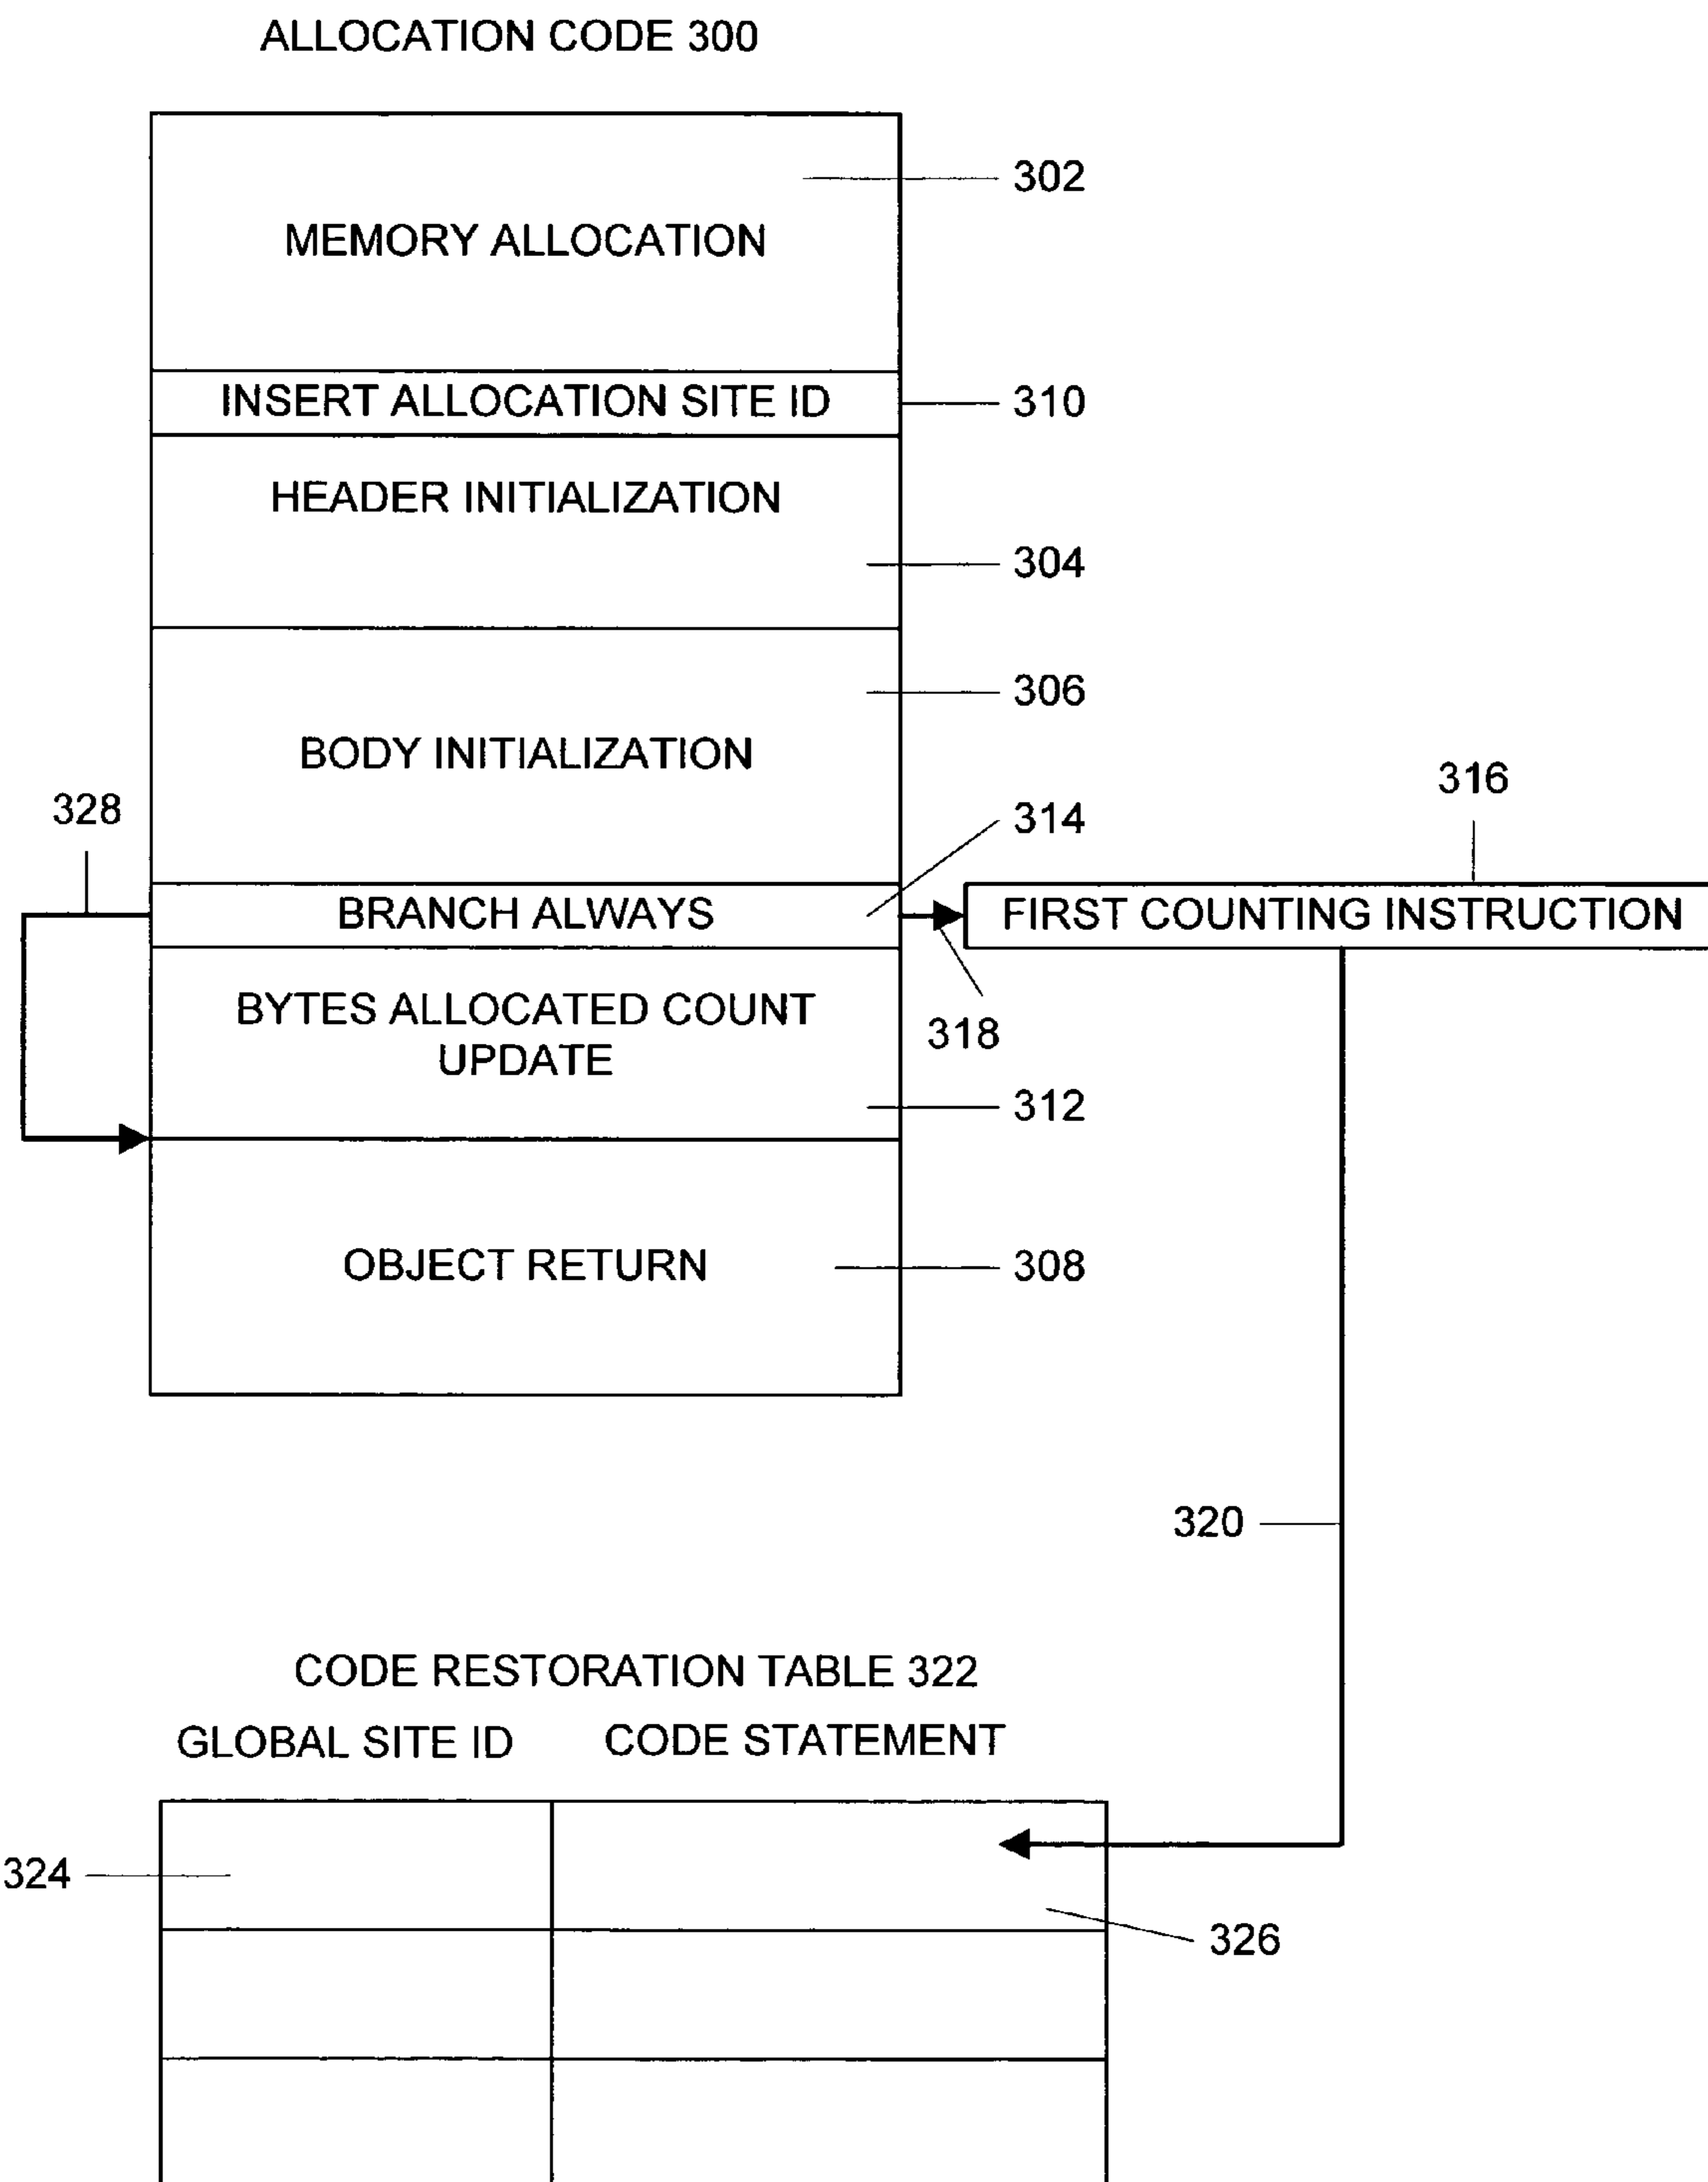 ALLOCATION CODE 300
302
MEMORY ALLOCATION
INSERT ALLOCATION SITE ID
310
HEADER INITIALIZATION
304
306
BODY INITIALIZATION
328
314
316
BRANCH ALWAYS
FIRST COUNTING INSTRUCTION
BYTES ALLOCATED COUNT
UPDATE
318
312
OBJECT RETURN
308
320
CODE RESTORATION TABLE 322
GLOBAL SITE ID
CODE STATEMENT
324
326